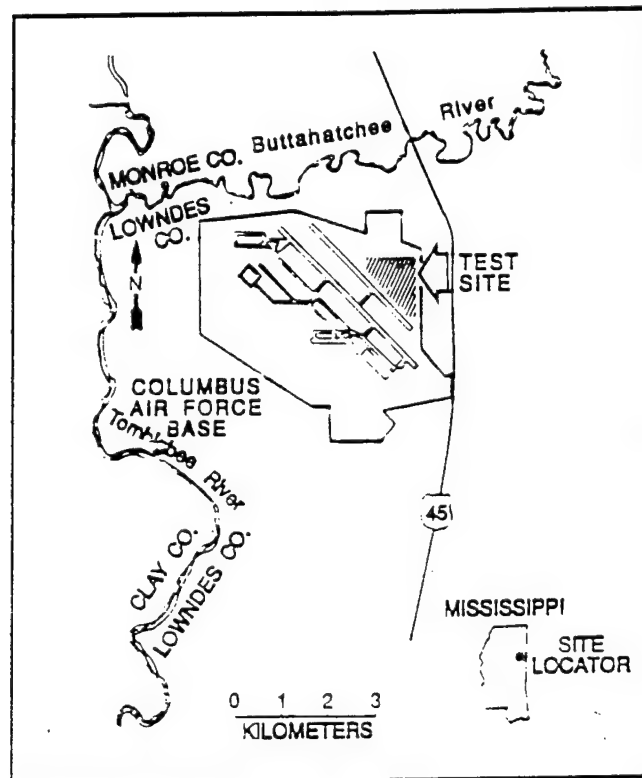 MONROE CO. Buttahatchee River
LOWNDES
CO.
N
TEST
SITE
COLUMBUS
AIR FORCE
BASE
Tombigbee River
CLAY CO.
LOWNDES CO.
45
MISSISSIPPI
SITE
LOCATOR
0 1 2 3
KILOMETERS